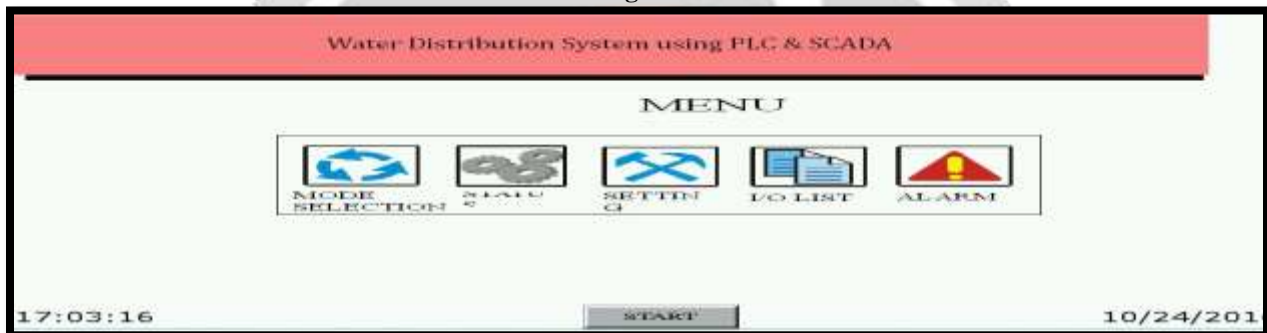 Water Distribution System using PLC & SCADA
MENU
MODE
SELECTION
STATU
S
SETTIN
G
I/O LIST
ALARM
17:03:16
START
10/24/201